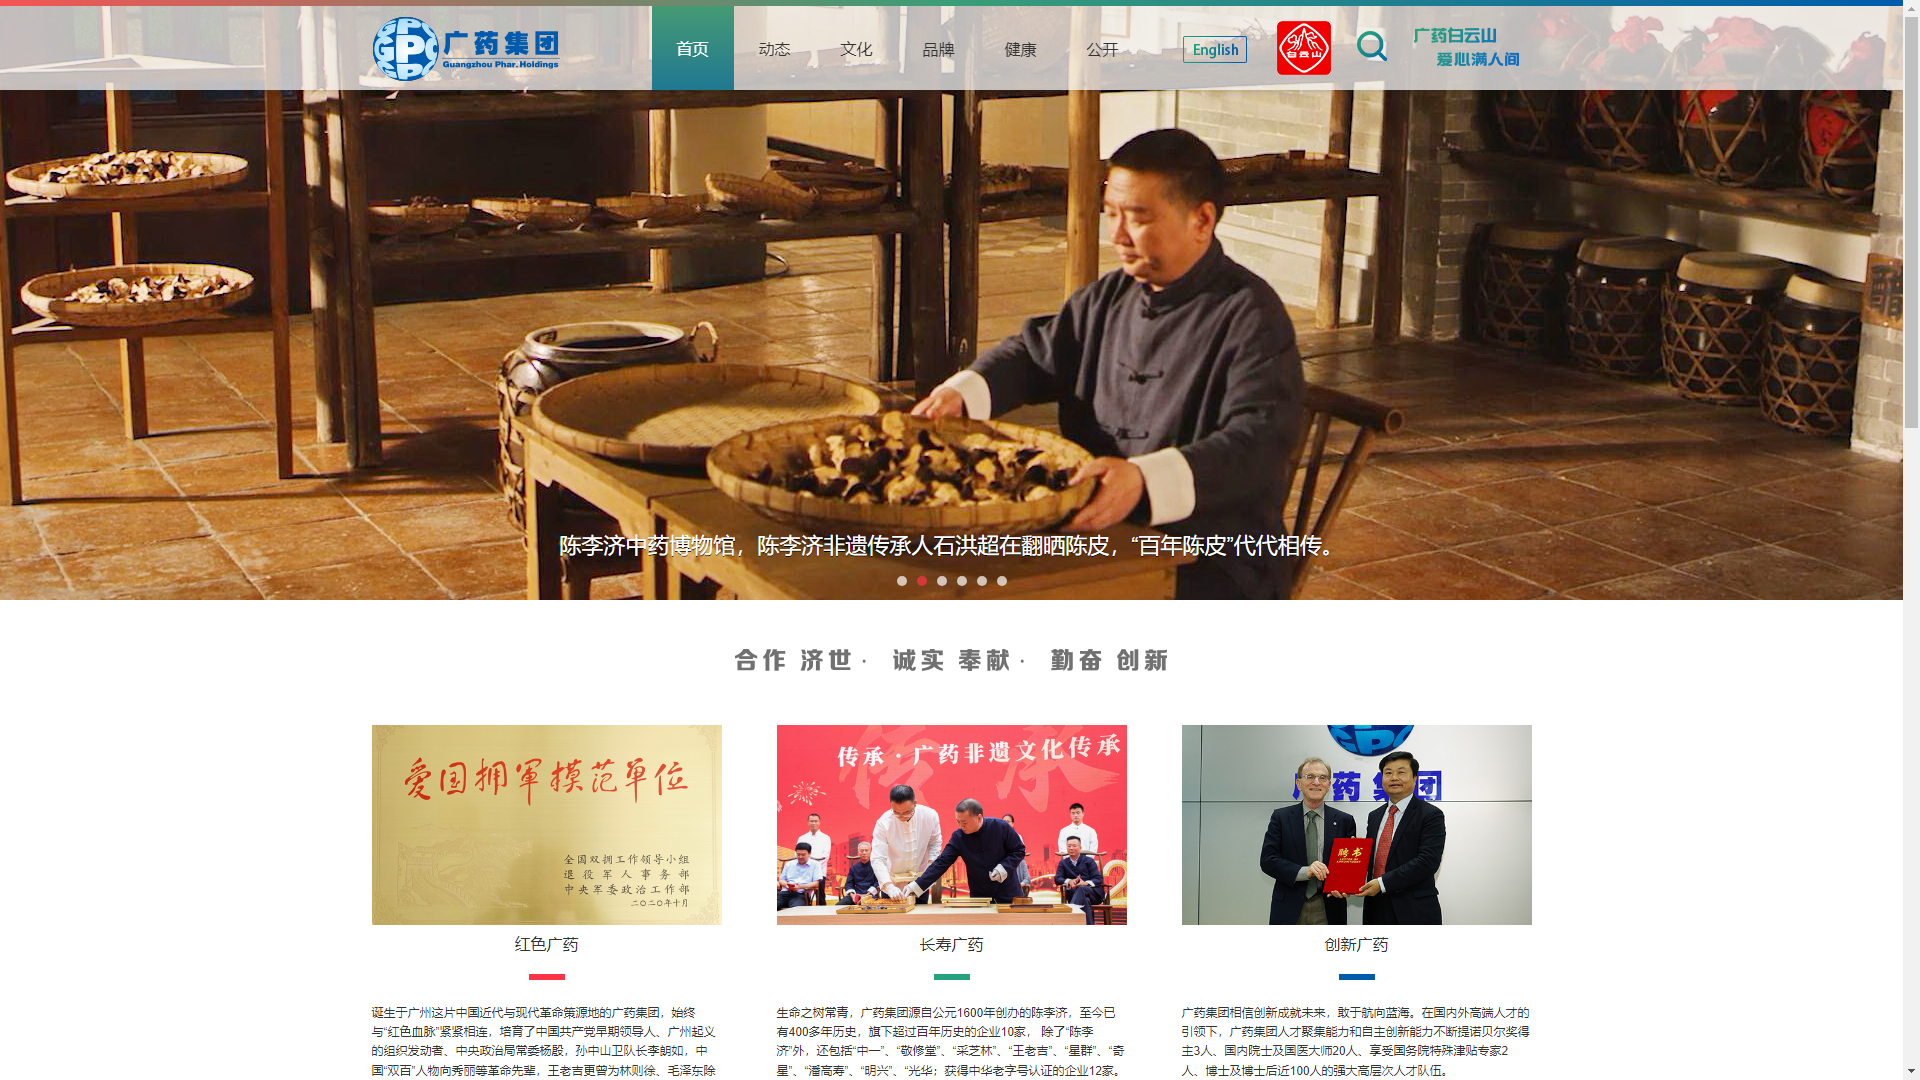 广药集团
Guangzhou Phar.Holdings
首页
动态
文化
品牌
健康
公开
English
白云山
广药白云山
爱心满人间
陈李济中药博物馆，陈李济非遗传承人石洪超在翻晒陈皮，“百年陈皮”代代相传。
合作 济世 · 诚实 奉献 · 勤奋 创新
爱国拥军模范单位
全国双拥工作领导小组
退役军人事务部
中央军委政治工作部
二〇二〇年十月
传承·广药非遗文化传承
传承
广药集团
聘书
红色广药
长寿广药
创新广药
诞生于广州这片中国近代与现代革命策源地的广药集团，始终
与“红色血脉”紧紧相连，培育了中国共产党早期领导人、广州起义
的组织发动者、中央政治局常委杨殷，孙中山卫队长李朗如，中
国“双百”人物向秀丽等革命先辈，王老吉更曾为林则徐、毛泽东除
生命之树常青，广药集团源自公元1600年创办的陈李济，至今已
有400多年历史，旗下超过百年历史的企业10家， 除了“陈李
济”外，还包括“中一”、“敬修堂”、“采芝林”、“王老吉”、“星群”、“奇
星”、“潘高寿”、“明兴”、“光华；获得中华老字号认证的企业12家。
广药集团相信创新成就未来，敢于航向蓝海。在国内外高端人才的
引领下，广药集团人才聚集能力和自主创新能力不断提诺贝尔奖得
主3人、国内院士及国医大师20人、享受国务院特殊津贴专家2
人、博士及博士后近100人的强大高层次人才队伍。